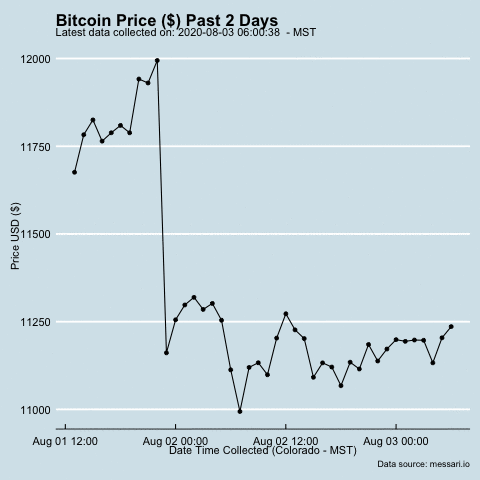 Bitcoin Price ($) Past 2 Days
Latest data collected on: 2020-08-03 06:00:38  - MST
12000
11750
11500
11250
11000
Price USD ($)
Aug 01 12:00 Aug 02 00:00 Aug 02 12:00 Aug 03 00:00
Date Time Collected (Colorado - MST)
Data source: messari.io